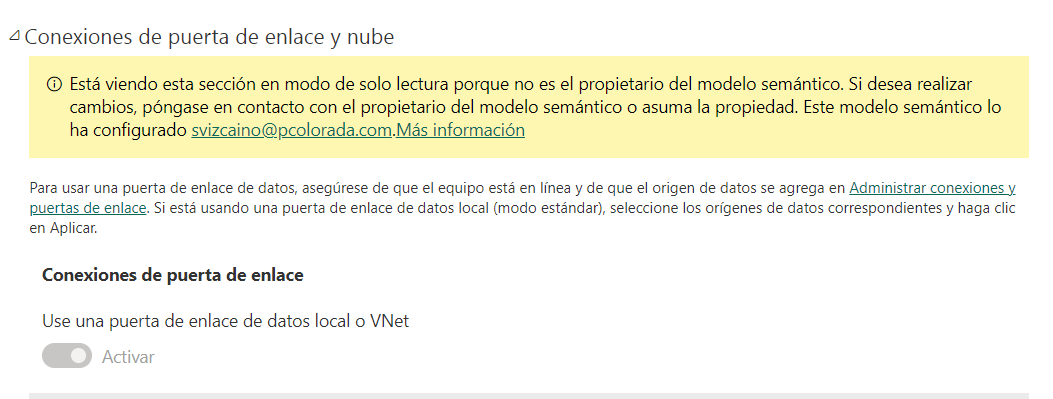 Conexiones de puerta de enlace y nube
Está viendo esta sección en modo de solo lectura porque no es el propietario del modelo semántico. Si desea realizar
cambios, póngase en contacto con el propietario del modelo semántico o asuma la propiedad. Este modelo semántico lo
ha configurado svizcaino@pcolorada.com.Más información
Para usar una puerta de enlace de datos, asegúrese de que el equipo está en línea y de que el origen de datos se agrega en Administrar conexiones y
puertas de enlace. Si está usando una puerta de enlace de datos local (modo estándar), seleccione los orígenes de datos correspondientes y haga clic
en Aplicar.
Conexiones de puerta de enlace
Use una puerta de enlace de datos local o VNet
Activar